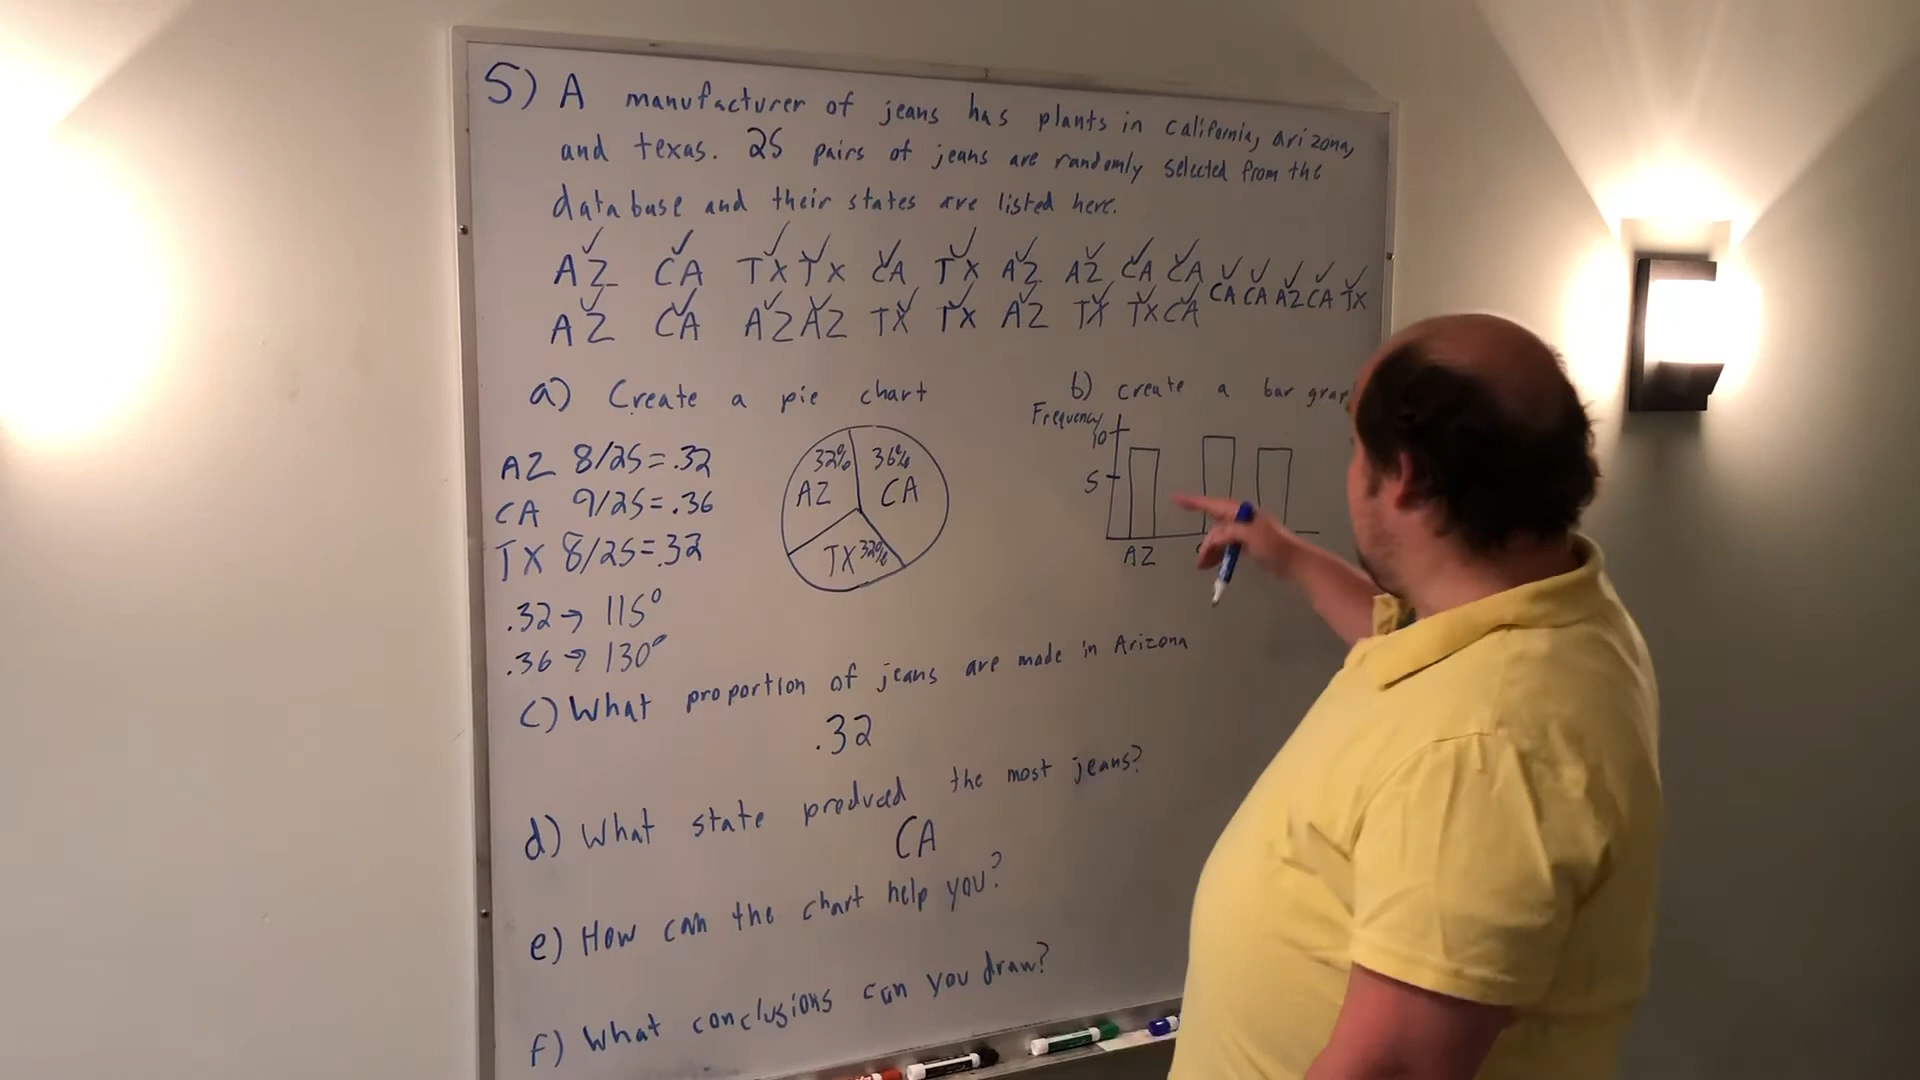 5) A manufacturer of jeans has plants in California, arizona,
and texas. 25 pairs of jeans are randomly selected from the
database and their states are listed here.
AZ CA TX TX CA TX AZ AZ CA CA CA CA AZ CA TX
AZ CA AZ AZ TX TX AZ TX TX CA
a) Create a pie chart
AZ 8/25 = .32
CA 9/25 = .36
TX 8/25 = .32
.32 → 115°
.36 → 130°
32% 36%
AZ CA
TX 32%
b) create a bar
Frequency
10
5
AZ
c) What proportion of jeans are made in Arizona
.32
d) What state produced the most jeans?
CA
e) How can the chart help you?
f) What conclusions can you draw?